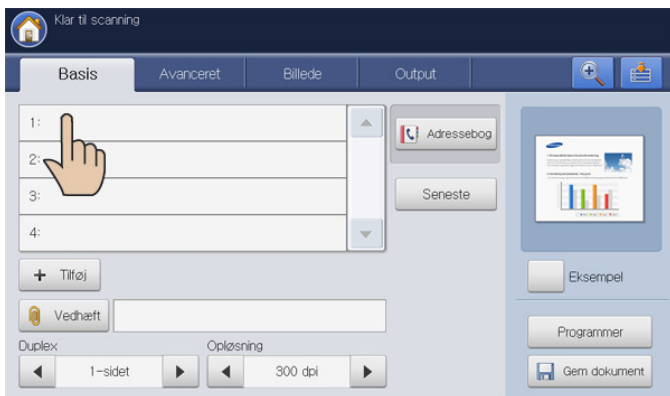 Klar til scanning
Basis
Avanceret
Billede
Output
1:
2:
3:
4:
Adressebog
Seneste
+ Tilføj
Vedhæft
Duplex
Opløsning
1-sidet
300 dpi
Eksempel
Programmer
Gem dokument